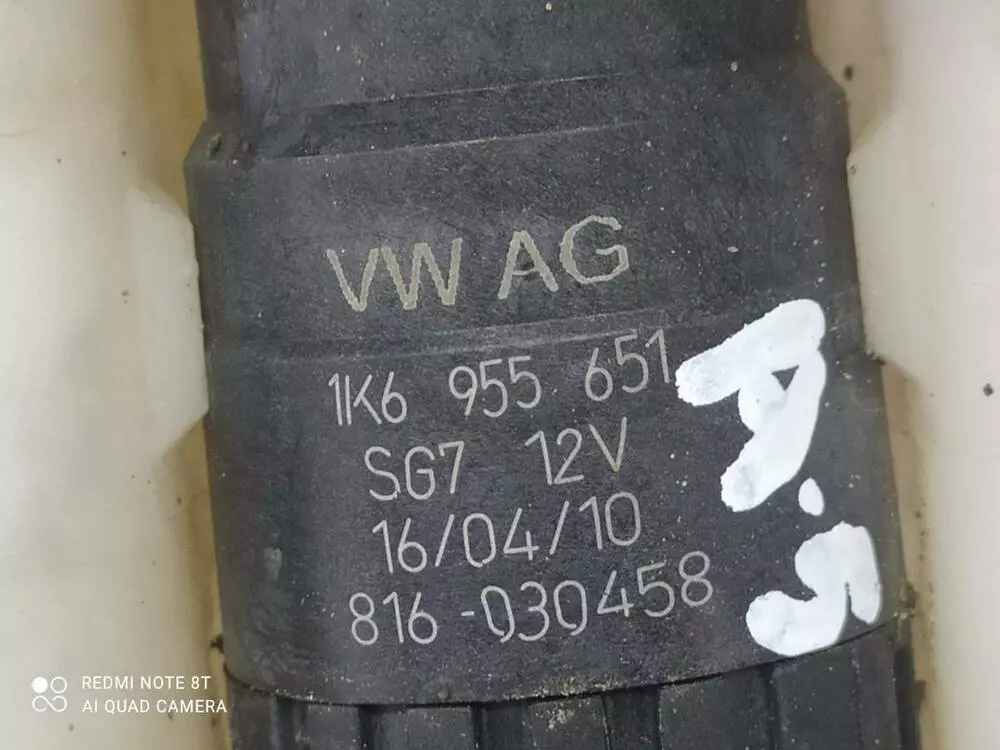 VW AG
1K6 955 651
SG7 12V
16/04/10
816-030458
REDMI NOTE 8T
AI QUAD CAMERA